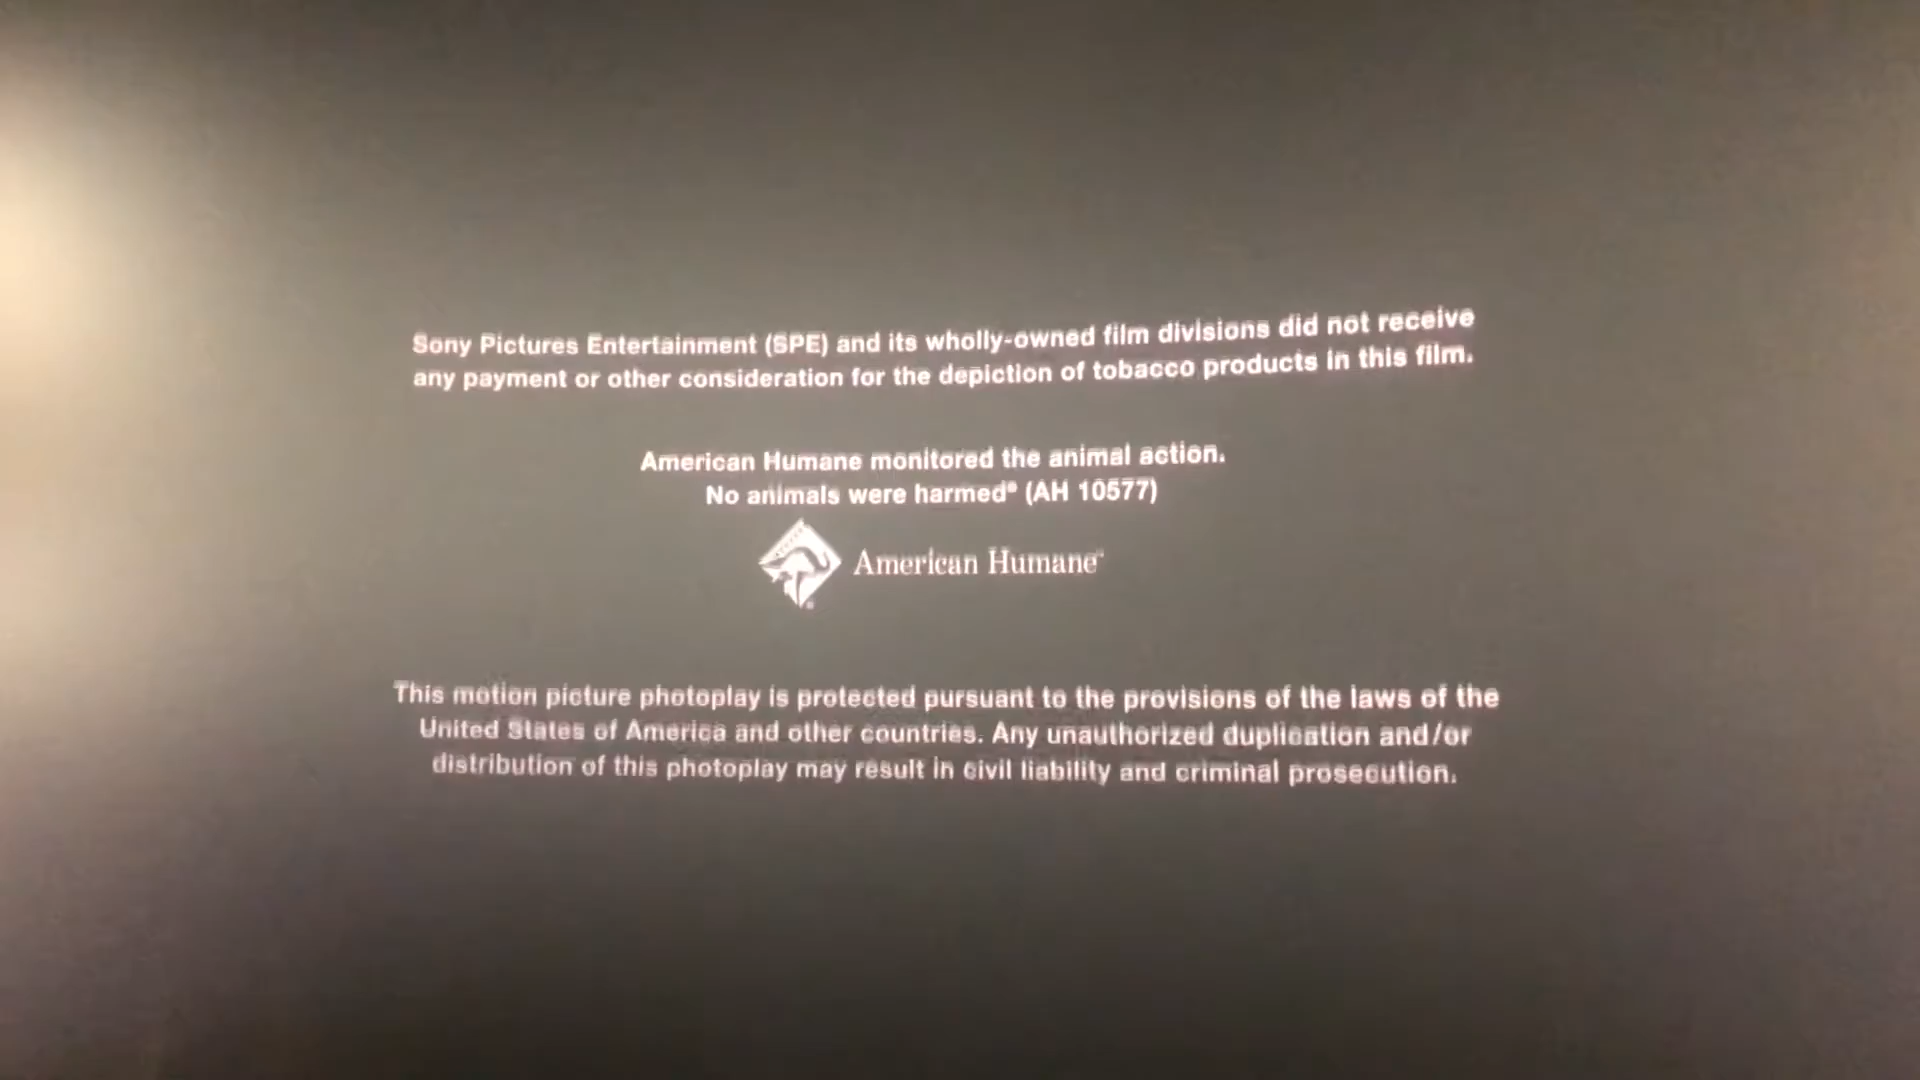 Sony Pictures Entertainment (SPE) and its wholly-owned film divisions did not receive
any payment or other consideration for the depiction of tobacco products in this film.
American Humane monitored the animal action.
No animals were harmed® (AH 10577)
American Humane™
This motion picture photoplay is protected pursuant to the provisions of the laws of the
United States of America and other countries. Any unauthorized duplication and/or
distribution of this photoplay may result in civil liability and criminal prosecution.